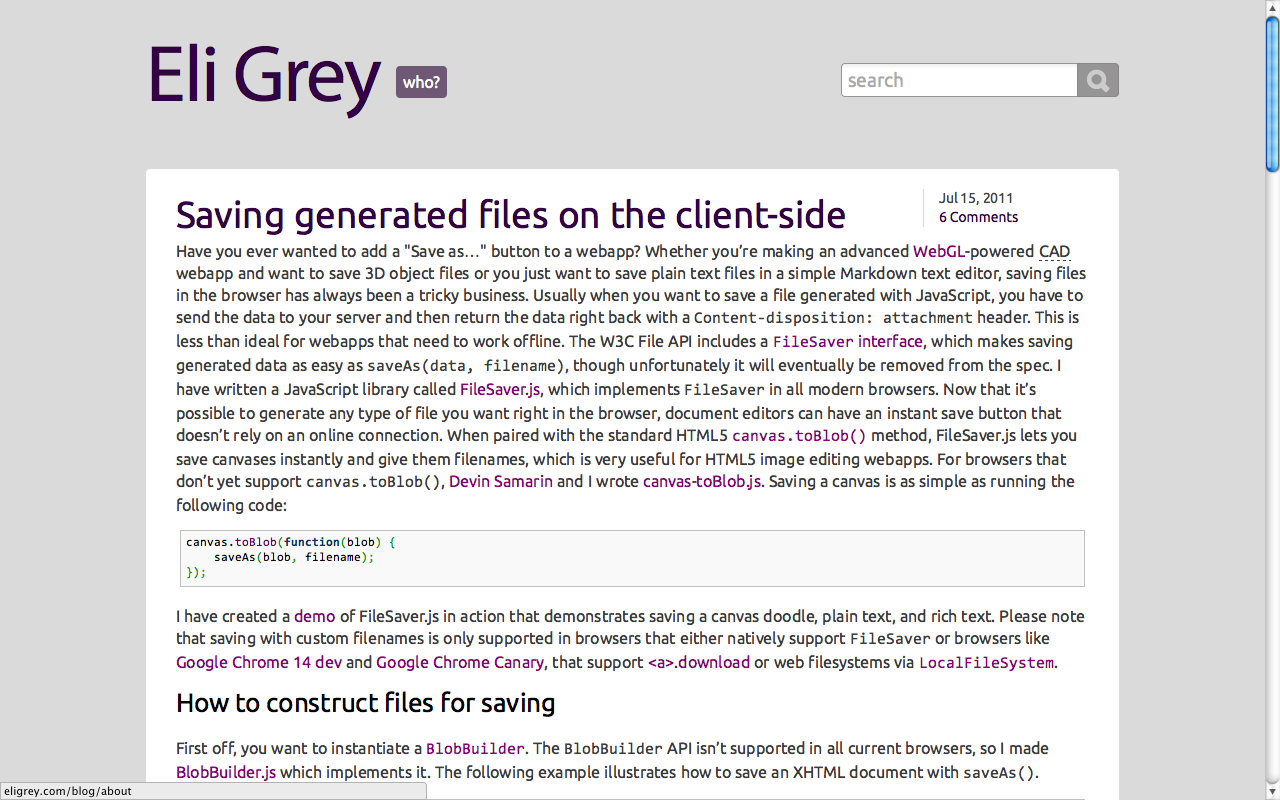 Eli Grey who?
search
Saving generated files on the client-side
Jul 15, 2011
6 Comments
Have you ever wanted to add a "Save as…" button to a webapp? Whether you’re making an advanced WebGL-powered CAD
webapp and want to save 3D object files or you just want to save plain text files in a simple Markdown text editor, saving files
in the browser has always been a tricky business. Usually when you want to save a file generated with JavaScript, you have to
send the data to your server and then return the data right back with a Content-disposition: attachment header. This is
less than ideal for webapps that need to work offline. The W3C File API includes a FileSaver interface, which makes saving
generated data as easy as saveAs(data, filename), though unfortunately it will eventually be removed from the spec. I
have written a JavaScript library called FileSaver.js, which implements FileSaver in all modern browsers. Now that it’s
possible to generate any type of file you want right in the browser, document editors can have an instant save button that
doesn’t rely on an online connection. When paired with the standard HTML5 canvas.toBlob() method, FileSaver.js lets you
save canvases instantly and give them filenames, which is very useful for HTML5 image editing webapps. For browsers that
don’t yet support canvas.toBlob(), Devin Samarin and I wrote canvas-toBlob.js. Saving a canvas is as simple as running the
following code:
canvas.toBlob(function(blob) {
    saveAs(blob, filename);
});
I have created a demo of FileSaver.js in action that demonstrates saving a canvas doodle, plain text, and rich text. Please note
that saving with custom filenames is only supported in browsers that either natively support FileSaver or browsers like
Google Chrome 14 dev and Google Chrome Canary, that support <a>.download or web filesystems via LocalFileSystem.
How to construct files for saving
First off, you want to instantiate a BlobBuilder. The BlobBuilder API isn’t supported in all current browsers, so I made
BlobBuilder.js which implements it. The following example illustrates how to save an XHTML document with saveAs().
eligrey.com/blog/about